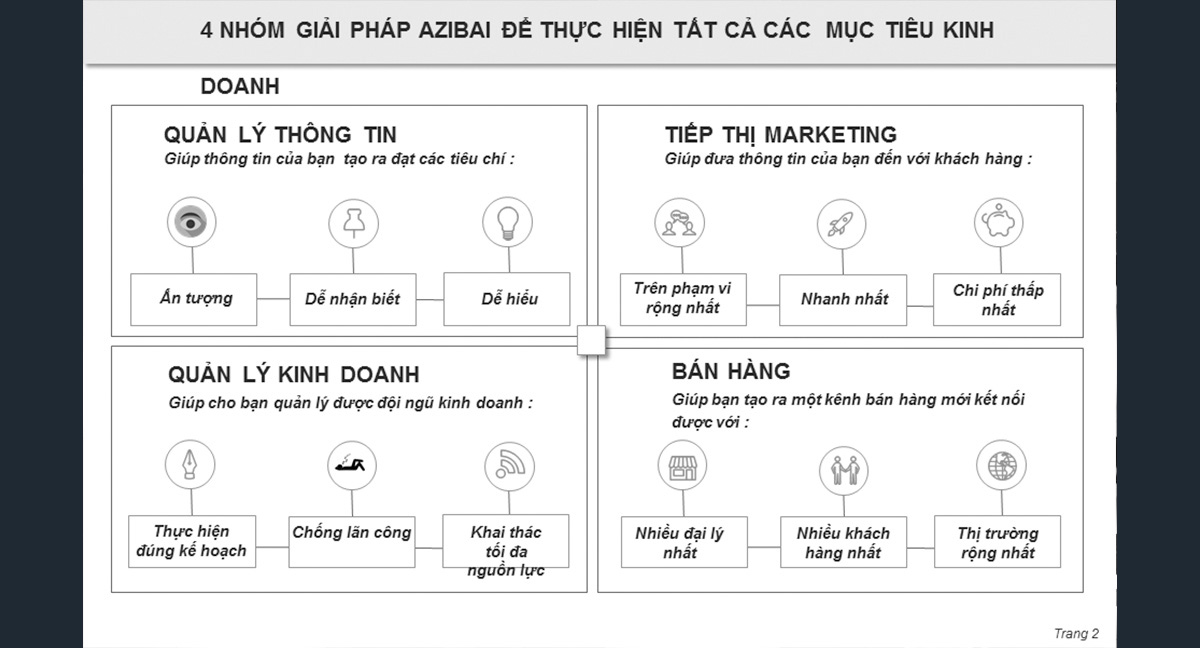 4 NHÓM GIẢI PHÁP AZIBAI ĐỂ THỰC HIỆN TẤT CẢ CÁC MỤC TIÊU KINH
DOANH
QUẢN LÝ THÔNG TIN
Giúp thông tin của bạn tạo ra đạt các tiêu chí :
Ấn tượng
Dễ nhận biết
Dễ hiểu
TIẾP THỊ MARKETING
Giúp đưa thông tin của bạn đến với khách hàng :
Trên phạm vi
rộng nhất
Nhanh nhất
Chi phí thấp
nhất
QUẢN LÝ KINH DOANH
Giúp cho bạn quản lý được đội ngũ kinh doanh :
Thực hiện
đúng kế hoạch
Chống lãn công
Khai thác
tối đa
nguồn lực
BÁN HÀNG
Giúp bạn tạo ra một kênh bán hàng mới kết nối
được với :
Nhiều đại lý
nhất
Nhiều khách
hàng nhất
Thị trường
rộng nhất
Trang 2